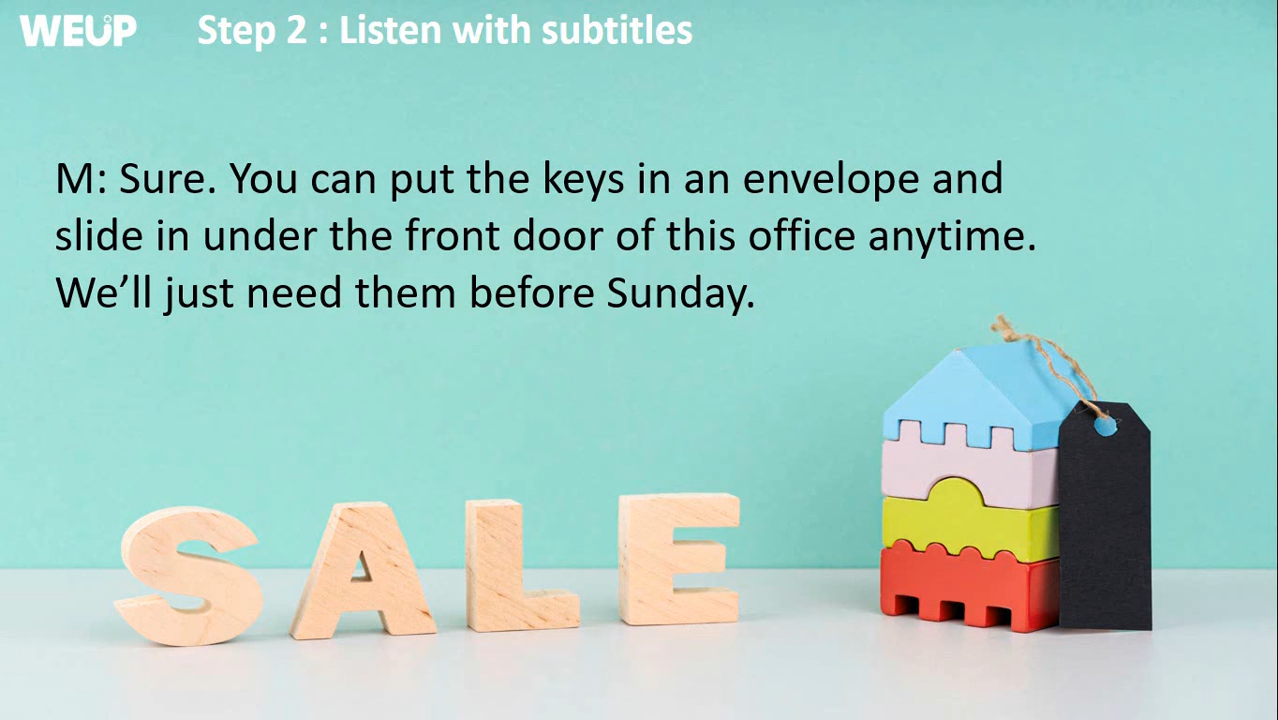 WEUP
Step 2 : Listen with subtitles
M: Sure. You can put the keys in an envelope and
slide in under the front door of this office anytime.
We’ll just need them before Sunday.
SALE